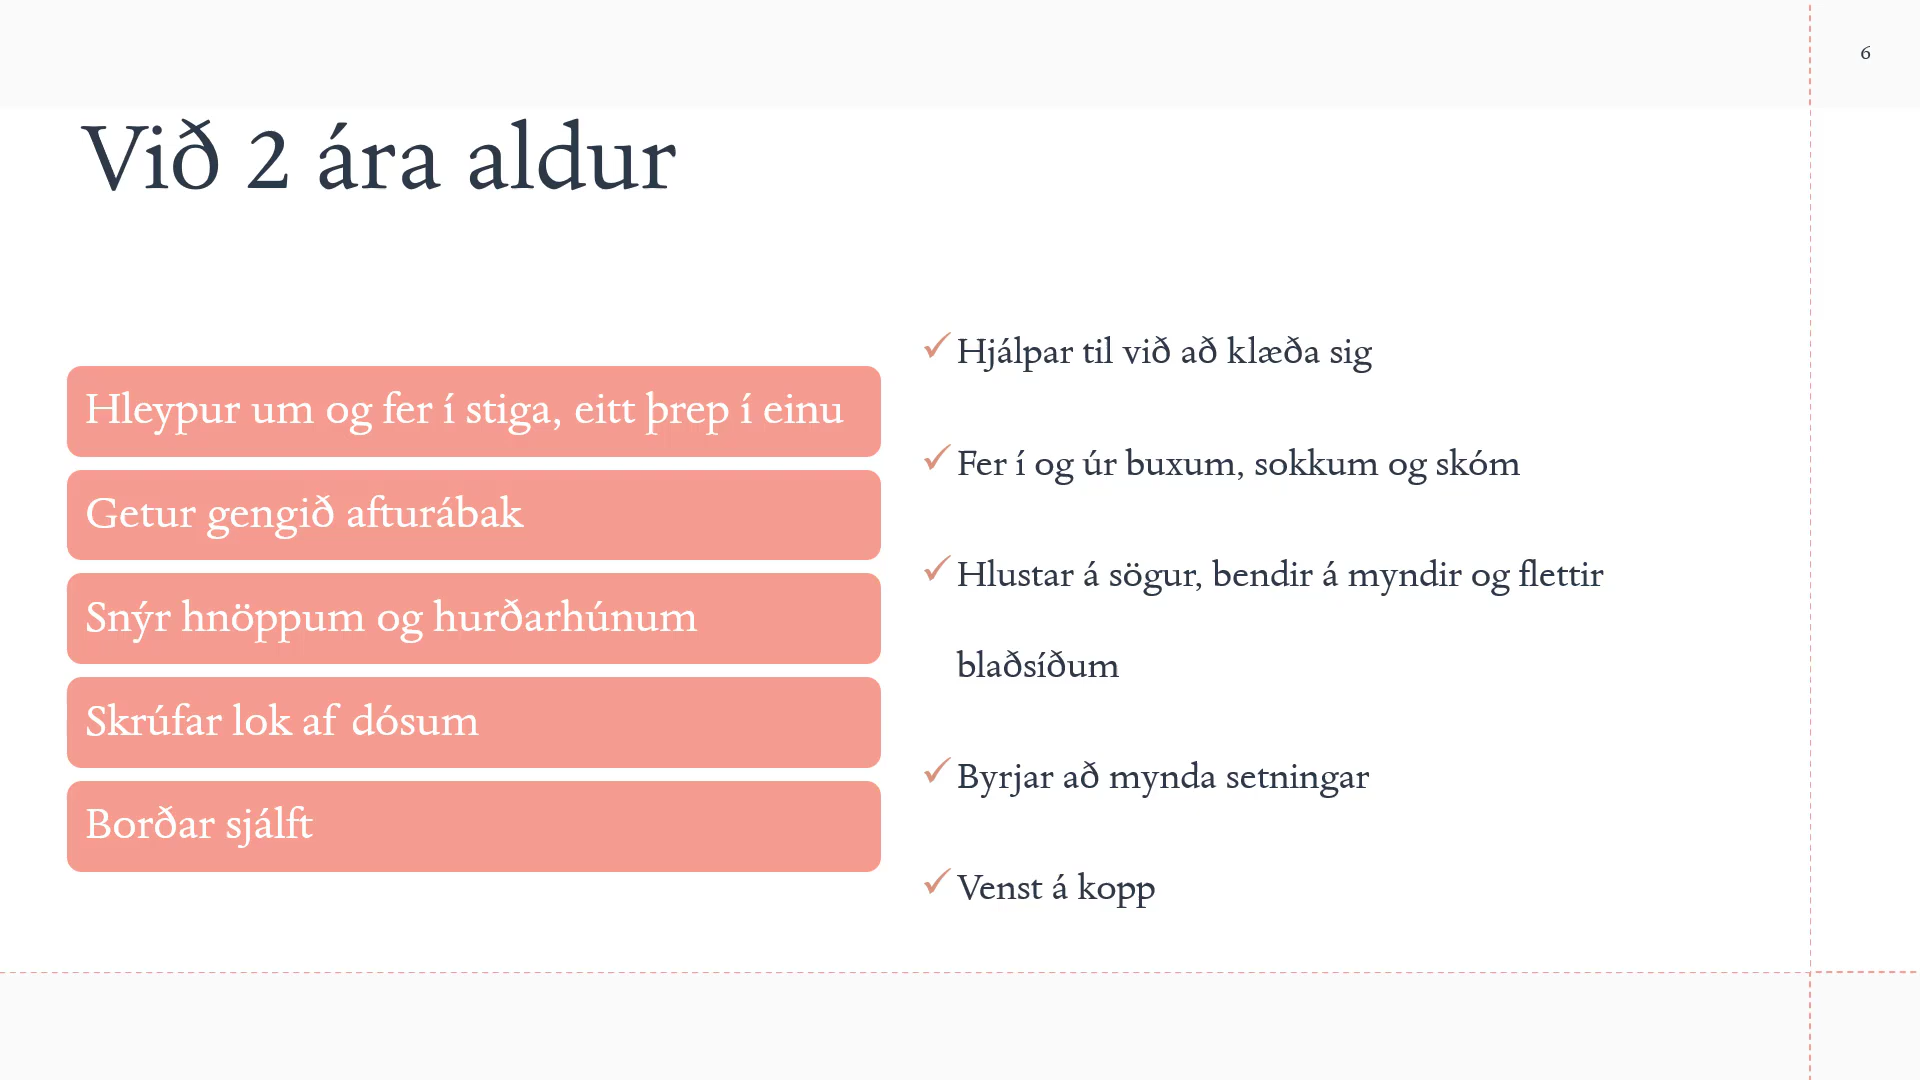 6
Við 2 ára aldur
Hleypur um og fer í stiga, eitt þrep í einu
Getur gengið afturábak
Snýr hnöppum og hurðarhúnum
Skrúfar lok af dósum
Borðar sjálft
Hjálpar til við að klæða sig
Fer í og úr buxum, sokkum og skóm
Hlustar á sögur, bendir á myndir og flettir
blaðsíðum
Byrjar að mynda setningar
Venst á kopp